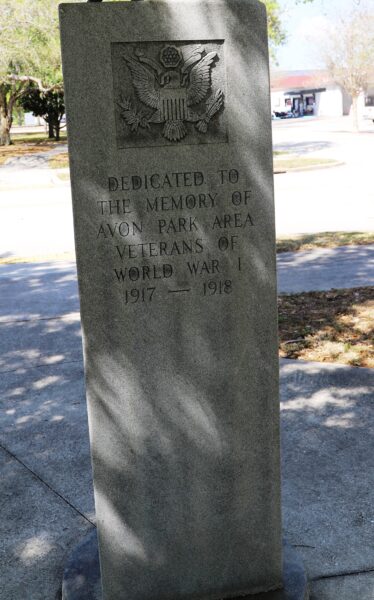 DEDICATED TO
THE MEMORY OF
AVON PARK AREA
VETERANS OF
WORLD WAR I
1917 — 1918